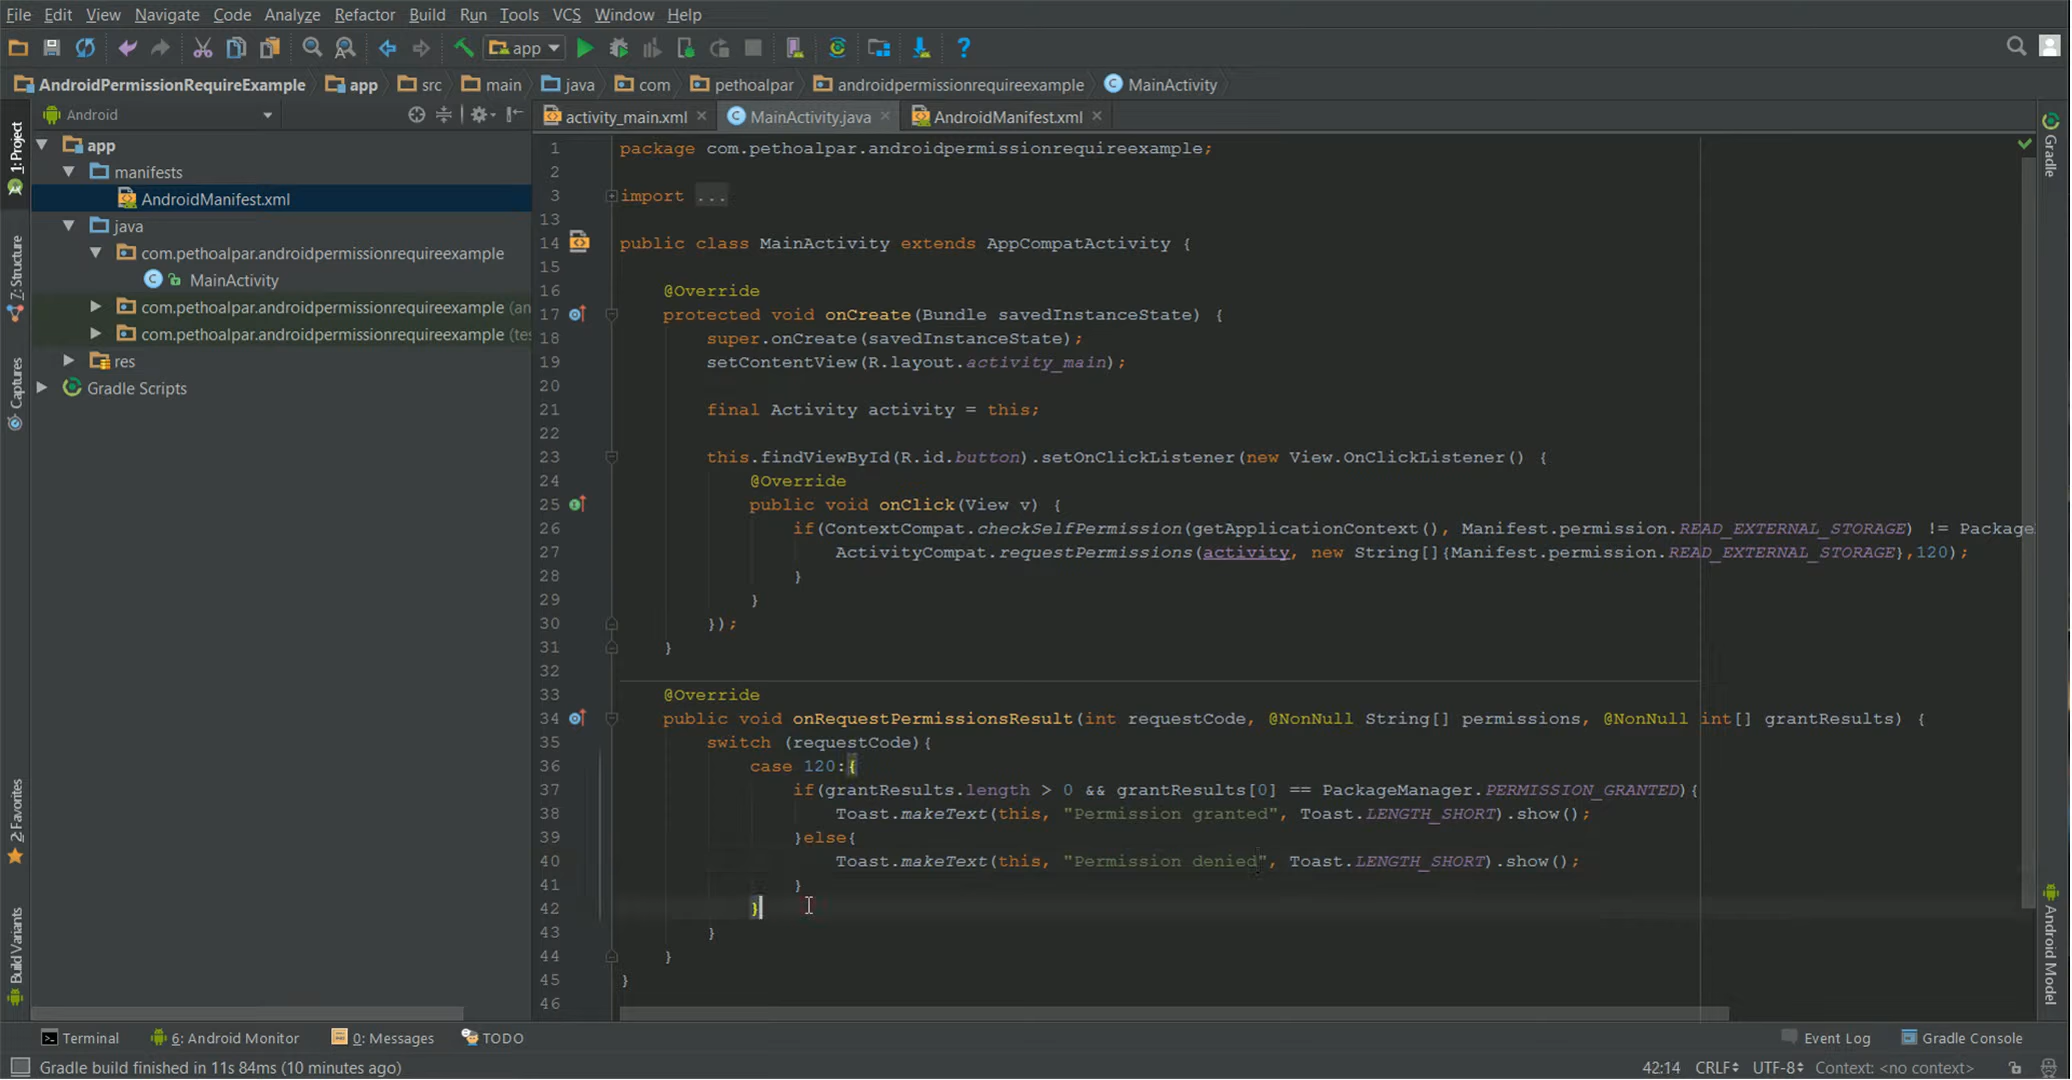 File Edit View Navigate Code Analyze Refactor Build Run Tools VCS Window Help
app
AndroidPermissionRequireExample app src main java com pethoalpar androidpermissionrequireexample MainActivity
Android
activity_main.xml MainActivity.java AndroidManifest.xml
1: Project
7: Structure
Captures
2: Favorites
Build Variants
app
manifests
AndroidManifest.xml
java
com.pethoalpar.androidpermissionrequireexample
MainActivity
com.pethoalpar.androidpermissionrequireexample (an
com.pethoalpar.androidpermissionrequireexample (tes
res
Gradle Scripts
1 package com.pethoalpar.androidpermissionrequireexample;
2
3 import ...
13
14 public class MainActivity extends AppCompatActivity {
15
16 @Override
17 protected void onCreate(Bundle savedInstanceState) {
18 super.onCreate(savedInstanceState);
19 setContentView(R.layout.activity_main);
20
21 final Activity activity = this;
22
23 this.findViewById(R.id.button).setOnClickListener(new View.OnClickListener() {
24 @Override
25 public void onClick(View v) {
26 if(ContextCompat.checkSelfPermission(getApplicationContext(), Manifest.permission.READ_EXTERNAL_STORAGE) != Package
27 ActivityCompat.requestPermissions(activity, new String[]{Manifest.permission.READ_EXTERNAL_STORAGE},120);
28 }
29 }
30 });
31 }
32
33 @Override
34 public void onRequestPermissionsResult(int requestCode, @NonNull String[] permissions, @NonNull int[] grantResults) {
35 switch (requestCode){
36 case 120:{
37 if(grantResults.length > 0 && grantResults[0] == PackageManager.PERMISSION_GRANTED){
38 Toast.makeText(this, "Permission granted", Toast.LENGTH_SHORT).show();
39 }else{
40 Toast.makeText(this, "Permission denied", Toast.LENGTH_SHORT).show();
41 }
42 }
43 }
44 }
45 }
46
Gradle
Android Model
Terminal 6: Android Monitor 0: Messages TODO Event Log Gradle Console
Gradle build finished in 11s 84ms (10 minutes ago) 42:14 CRLF UTF-8 Context: <no context>